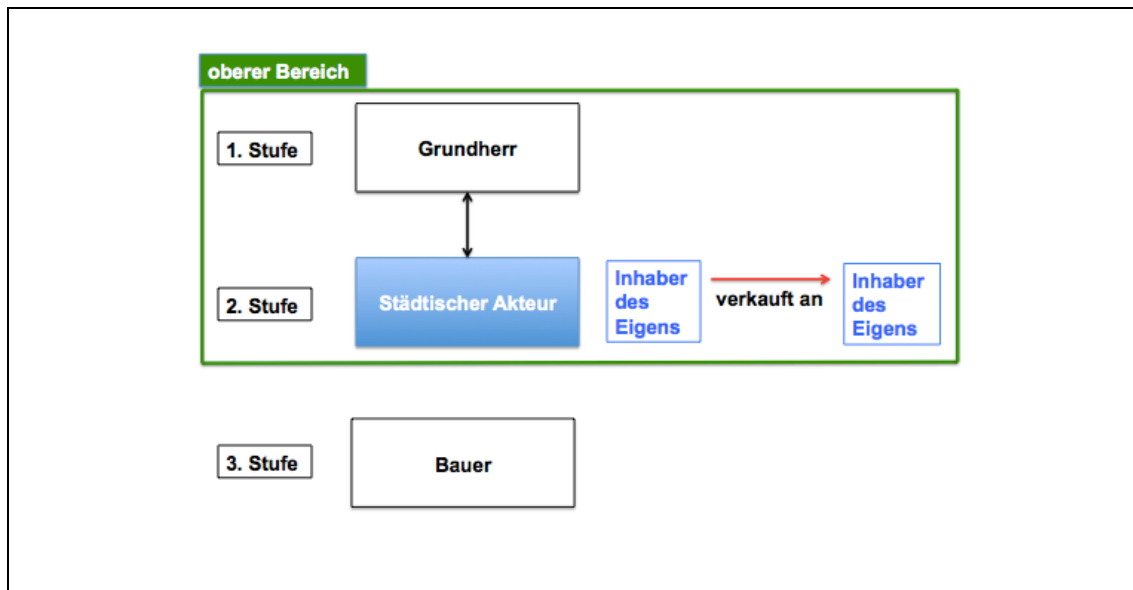 oberer Bereich
1. Stufe
Grundherr
2. Stufe
Städtischer Akteur
Inhaber
des
Eigens
verkauft an
Inhaber
des
Eigens
3. Stufe
Bauer